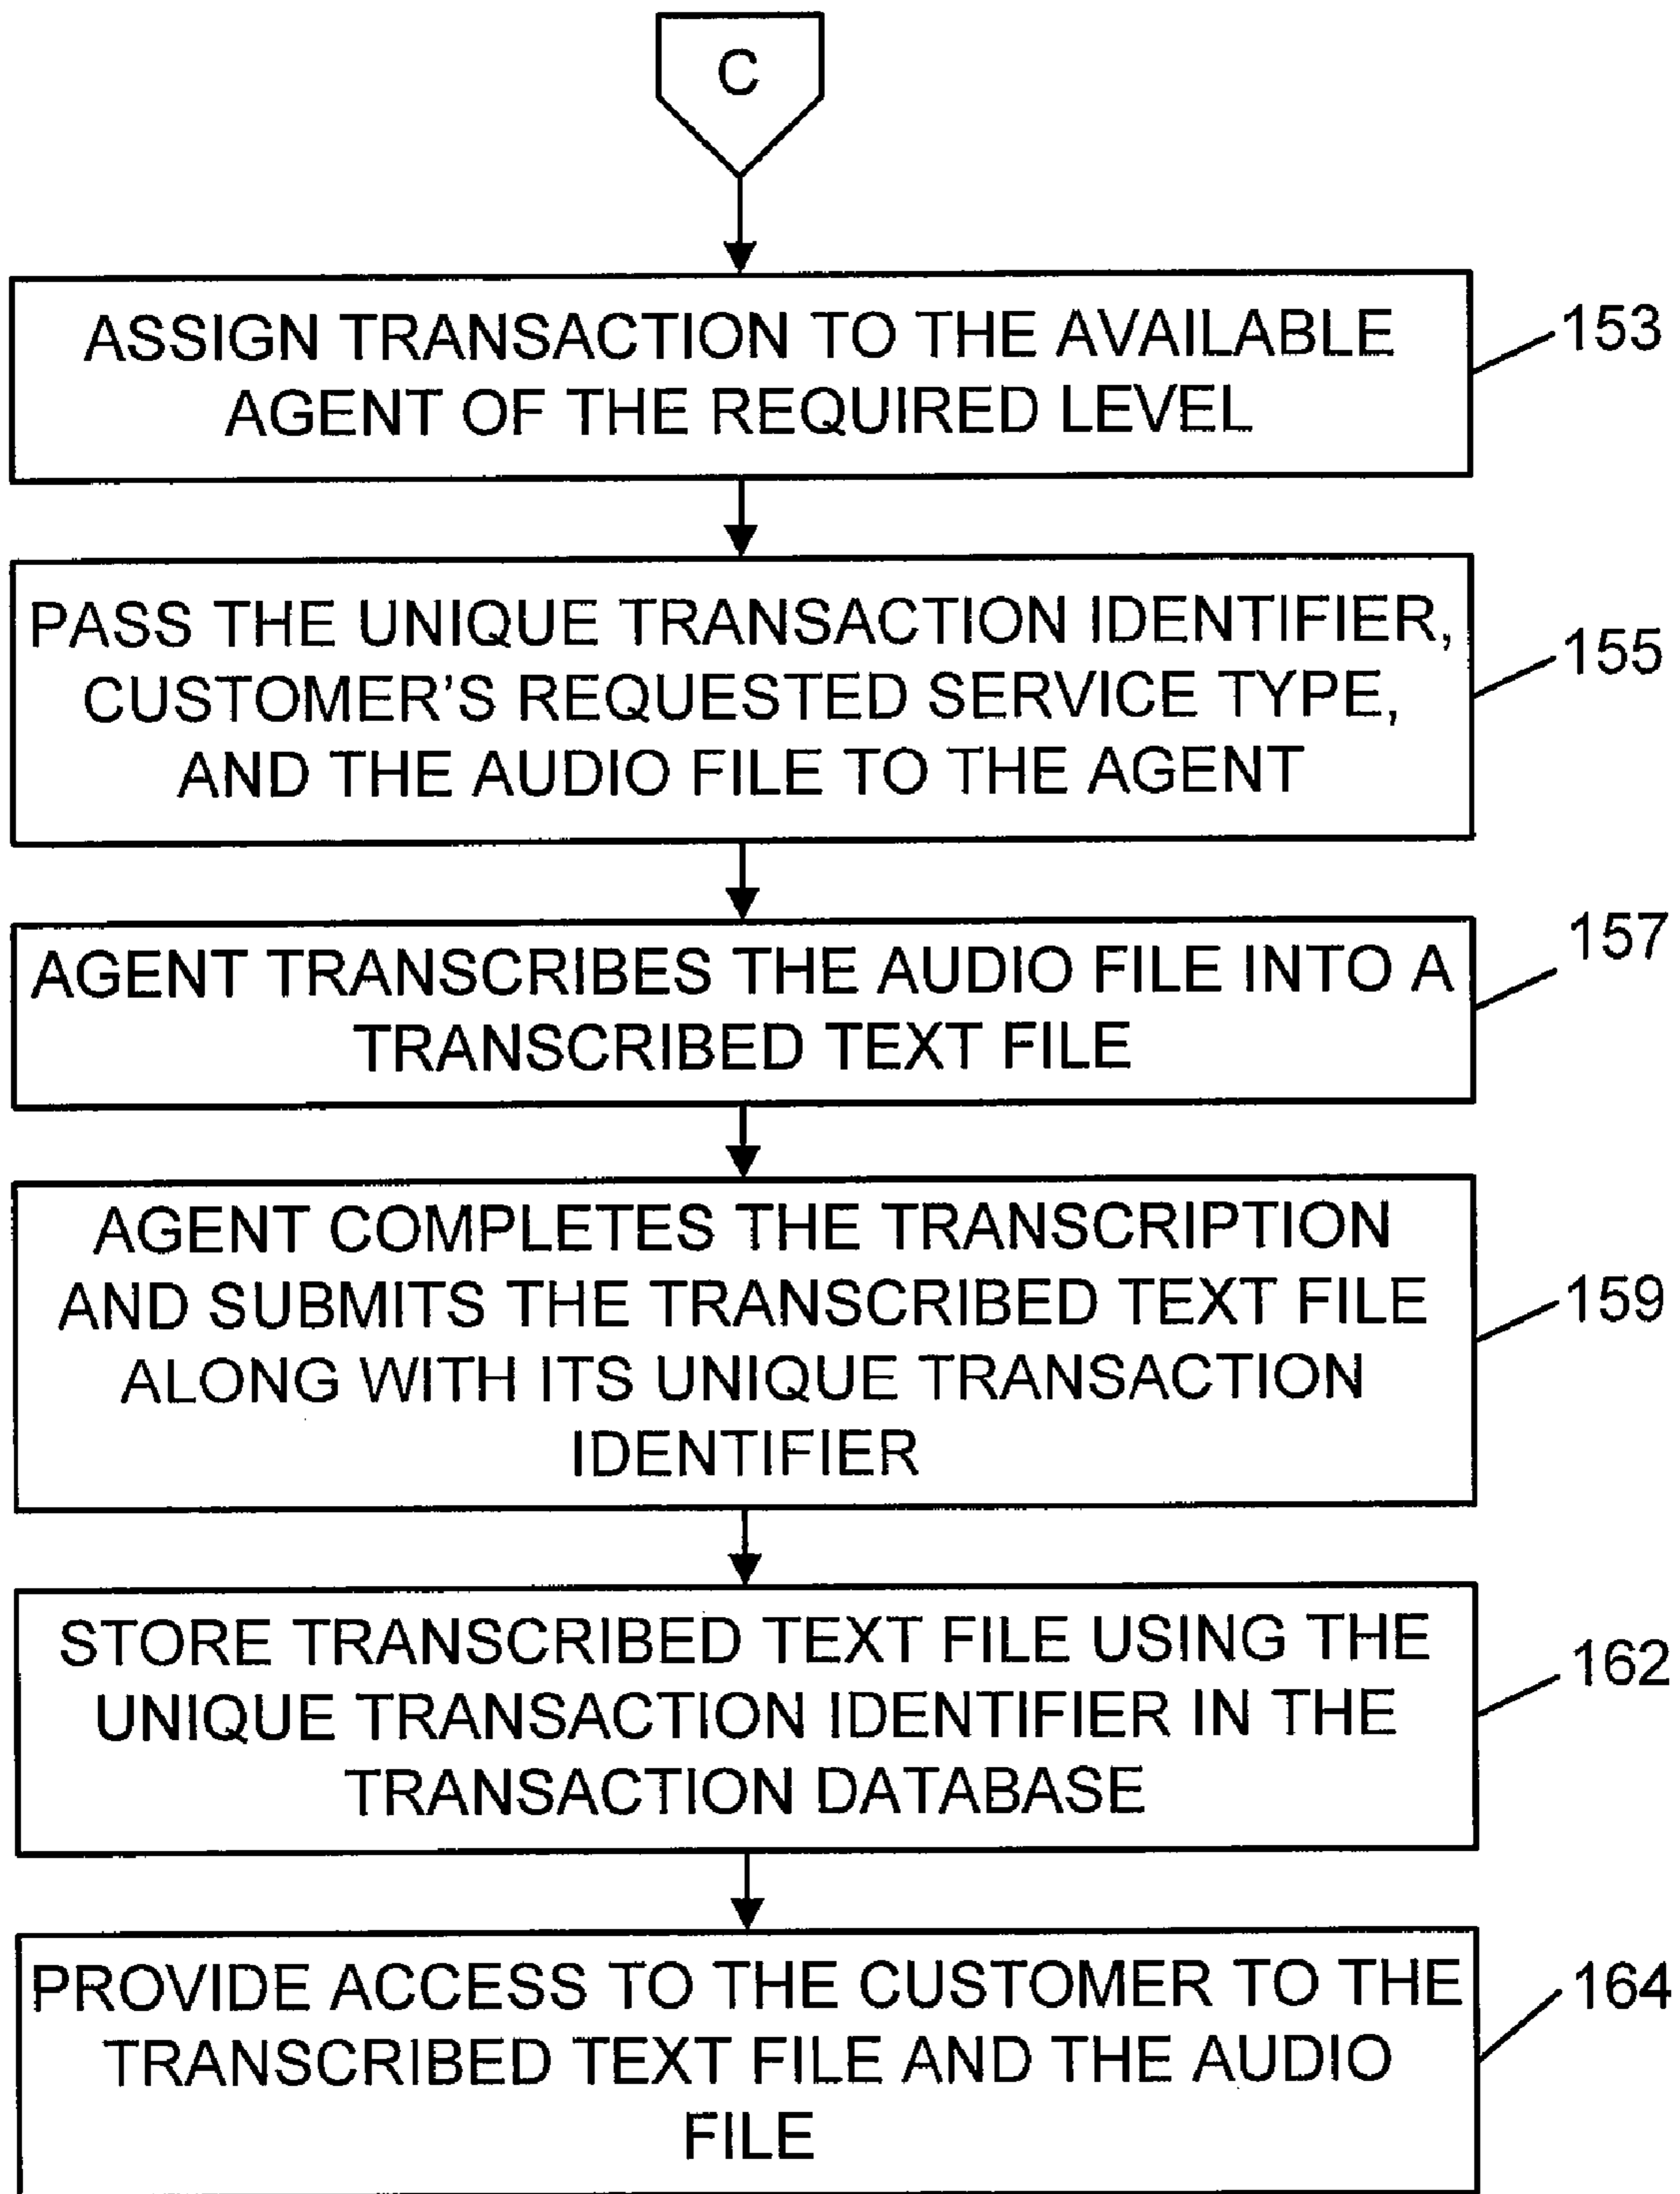 C
ASSIGN TRANSACTION TO THE AVAILABLE
AGENT OF THE REQUIRED LEVEL
153
PASS THE UNIQUE TRANSACTION IDENTIFIER,
CUSTOMER'S REQUESTED SERVICE TYPE,
AND THE AUDIO FILE TO THE AGENT
155
AGENT TRANSCRIBES THE AUDIO FILE INTO A
TRANSCRIBED TEXT FILE
157
AGENT COMPLETES THE TRANSCRIPTION
AND SUBMITS THE TRANSCRIBED TEXT FILE
ALONG WITH ITS UNIQUE TRANSACTION
IDENTIFIER
159
STORE TRANSCRIBED TEXT FILE USING THE
UNIQUE TRANSACTION IDENTIFIER IN THE
TRANSACTION DATABASE
162
PROVIDE ACCESS TO THE CUSTOMER TO THE
TRANSCRIBED TEXT FILE AND THE AUDIO
FILE
164